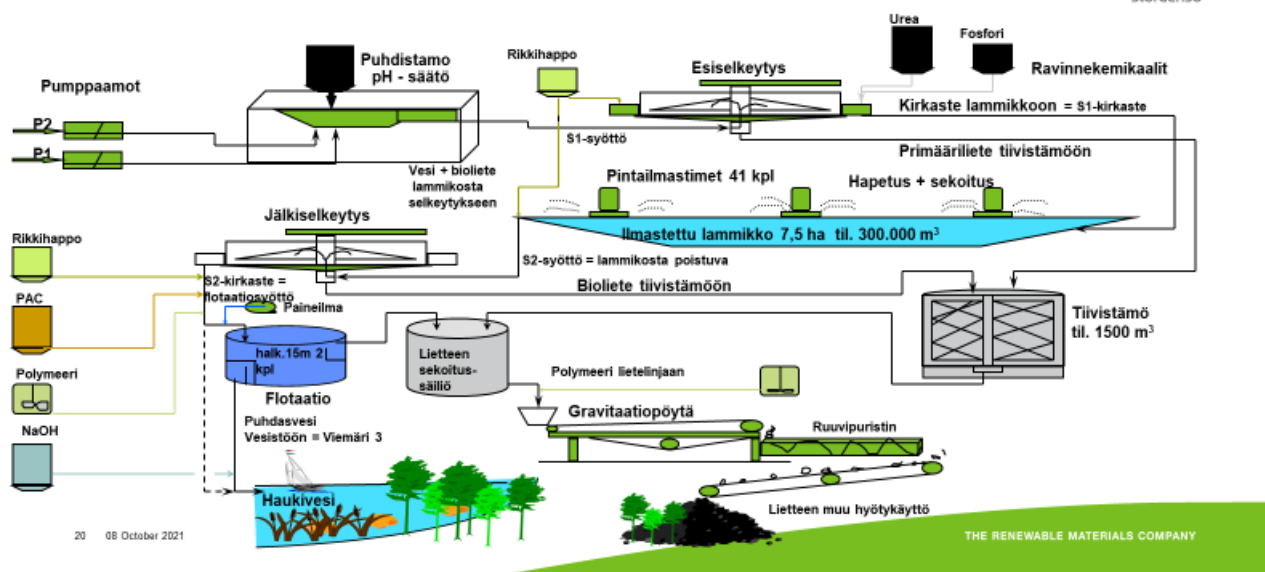 Urea
Fosfori
Puhdistamo
pH - säätö
Rikkihappo
Esiselkeytys
Ravinnekemikaalit
Pumppaamot
Kirkaste lammikkoon = S1-kirkaste
P2
S1-syöttö
P1
Primääriliete tiivistämöön
Vesi + bioliete
lammikosta
selkeytykseen
Pintailmastimet 41 kpl
Hapetus + sekoitus
Jälkiselkeytys
Ilmastettu lammikko 7,5 ha til. 300.000 m³
Rikkihappo
S2-syöttö = lammikosta poistuva
S2-kirkaste =
flotaatiosyöttö
Bioliete tiivistämöön
PAC
Paineilma
Tiivistämö
til. 1500 m³
halk.15m 2
kpl
Lieteen
sekoitus-
säiliö
Polymeeri
Polymeeri lietelinjaan
Flotaatio
Gravitaatiopöytä
Puhdasvesi
Vesistöön = Viemäri 3
Ruuvipuristin
NaOH
Haukivesi
Lietteen muu hyötykäyttö
20 08 October 2021
THE RENEWABLE MATERIALS COMPANY